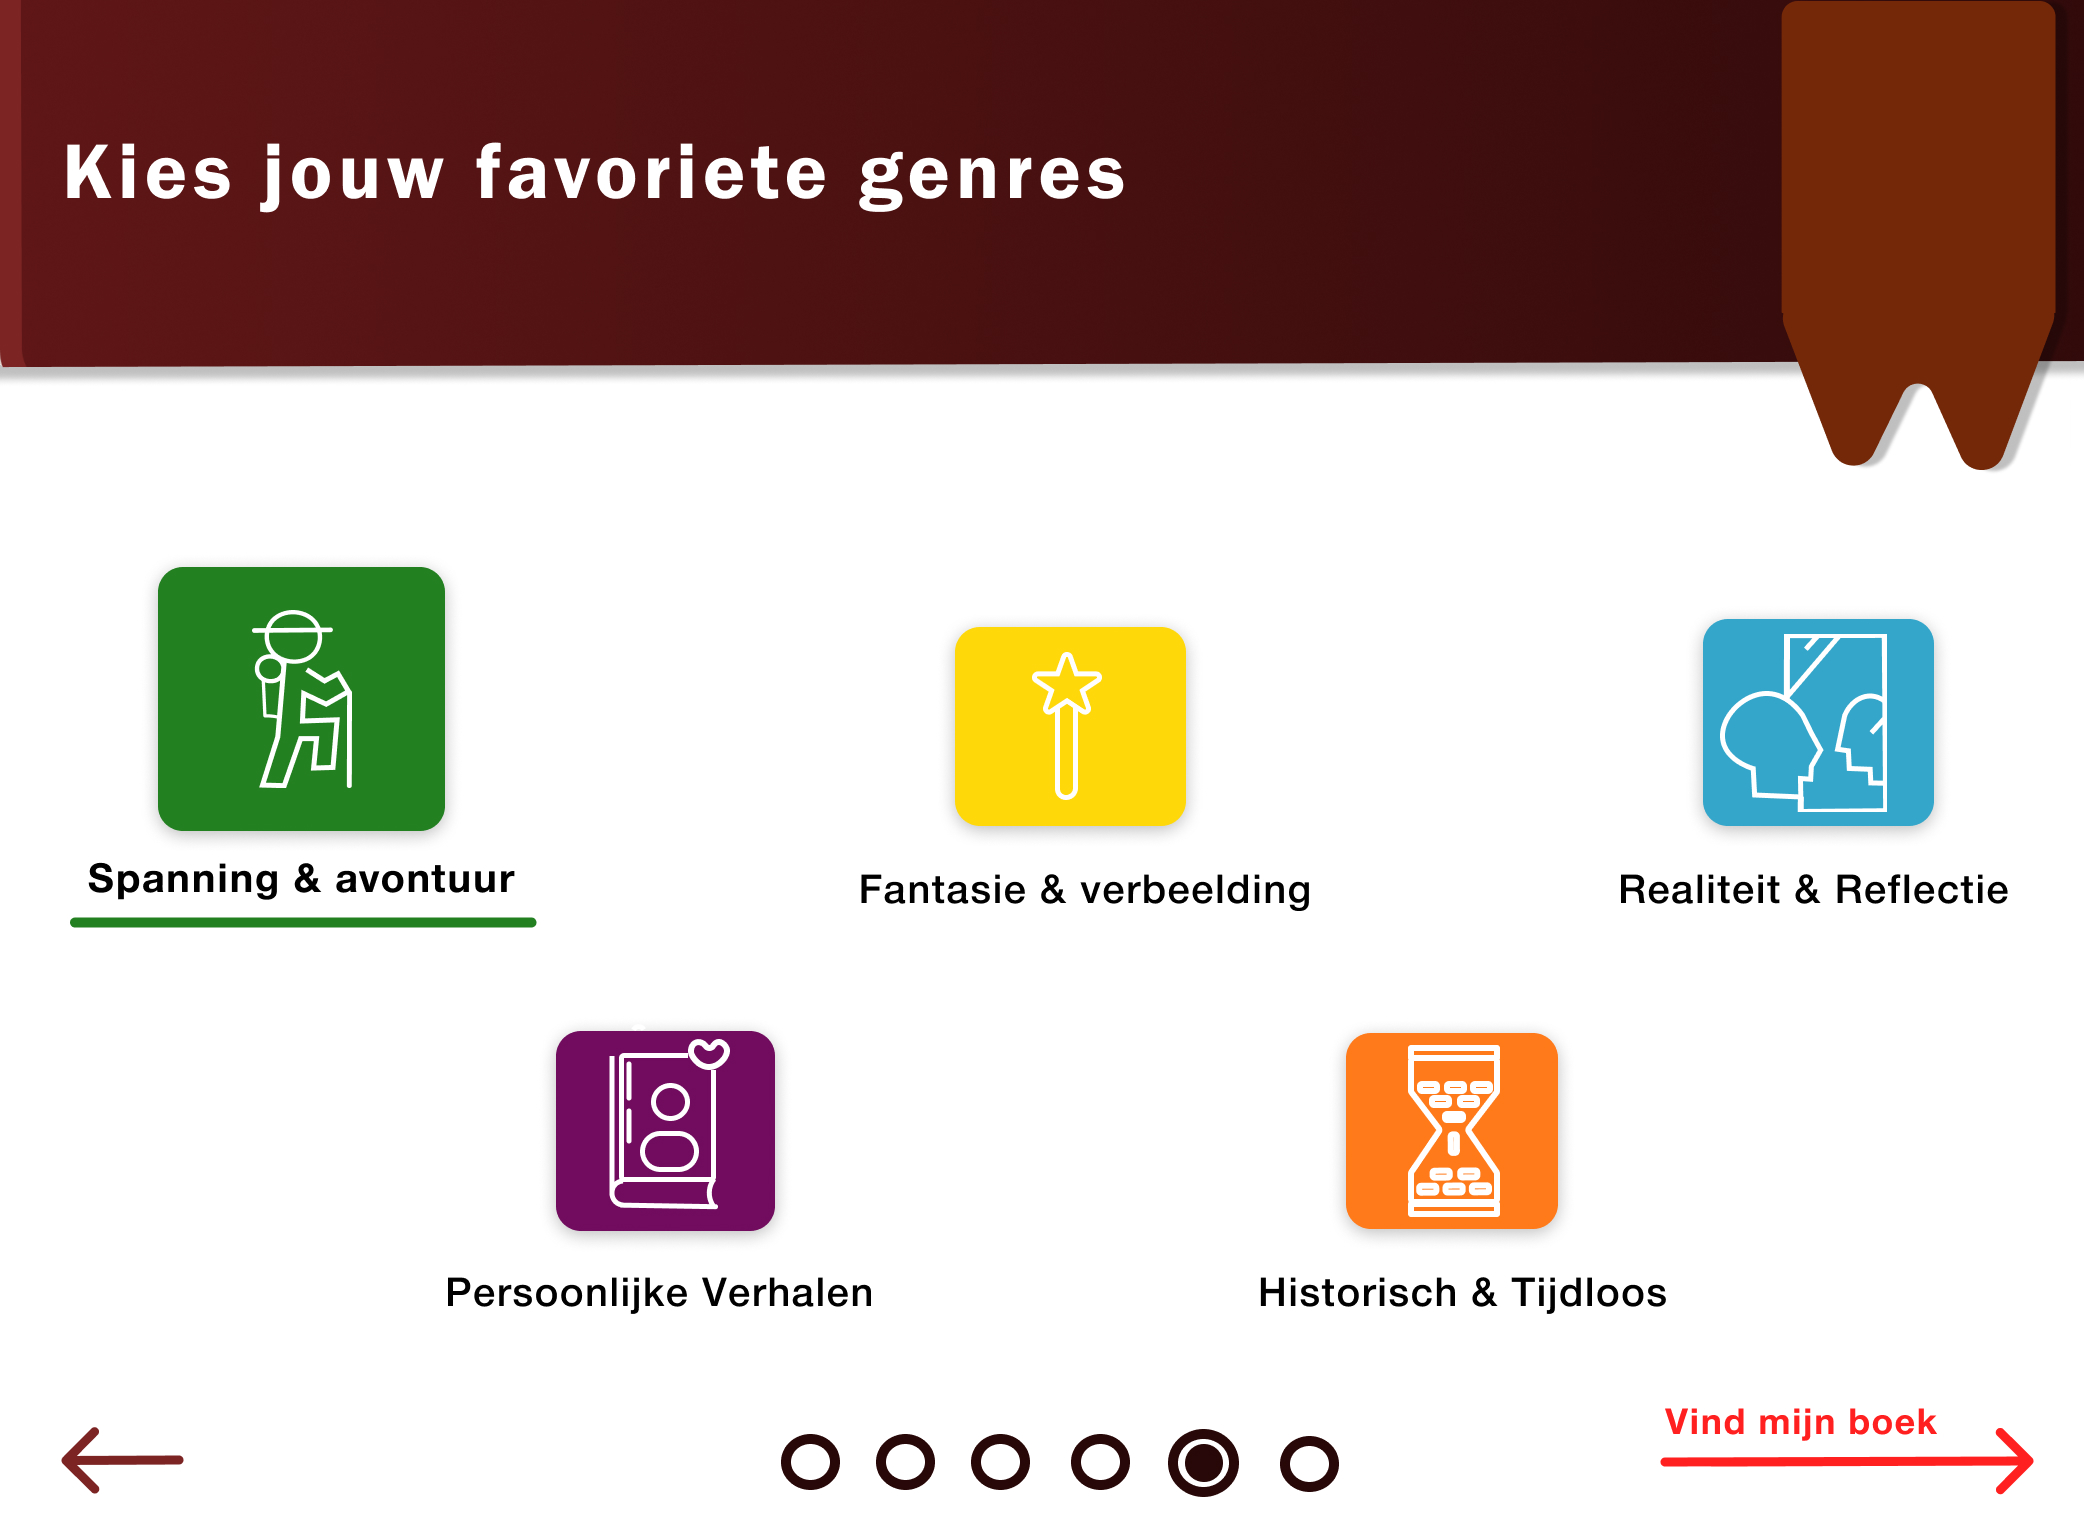 Kies jouw favoriete genres
Spanning & avontuur
Fantasie & verbeelding
Realiteit & Reflectie
Persoonlijke Verhalen
Historisch & Tijdloos
Vind mijn boek